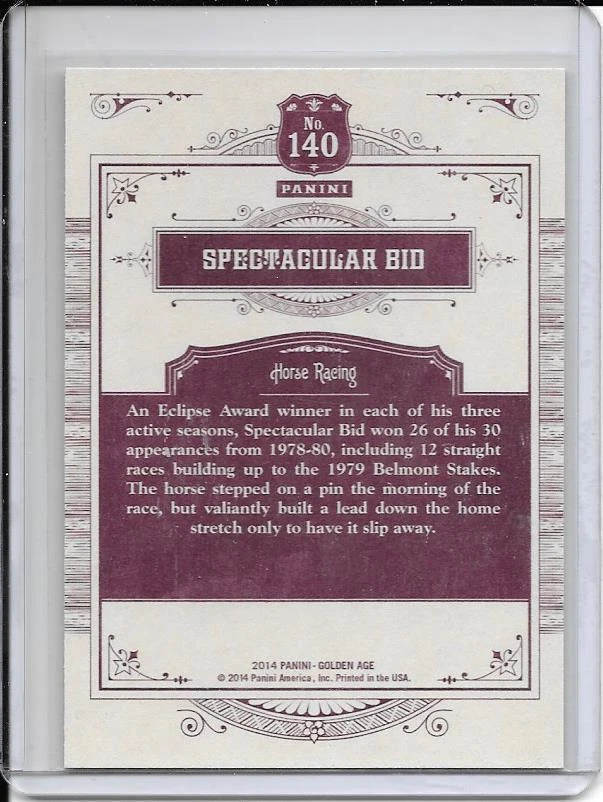 No.
140
PANINI
SPECTACULAR BID
Horse Racing
An Eclipse Award winner in each of his three
active seasons, Spectacular Bid won 26 of his 30
appearances from 1978-80, including 12 straight
races building up to the 1979 Belmont Stakes.
The horse stepped on a pin the morning of the
race, but valiantly built a lead down the home
stretch only to have it slip away.
2014 PANINI - GOLDEN AGE
© 2014 Panini America, Inc. Printed in the USA.